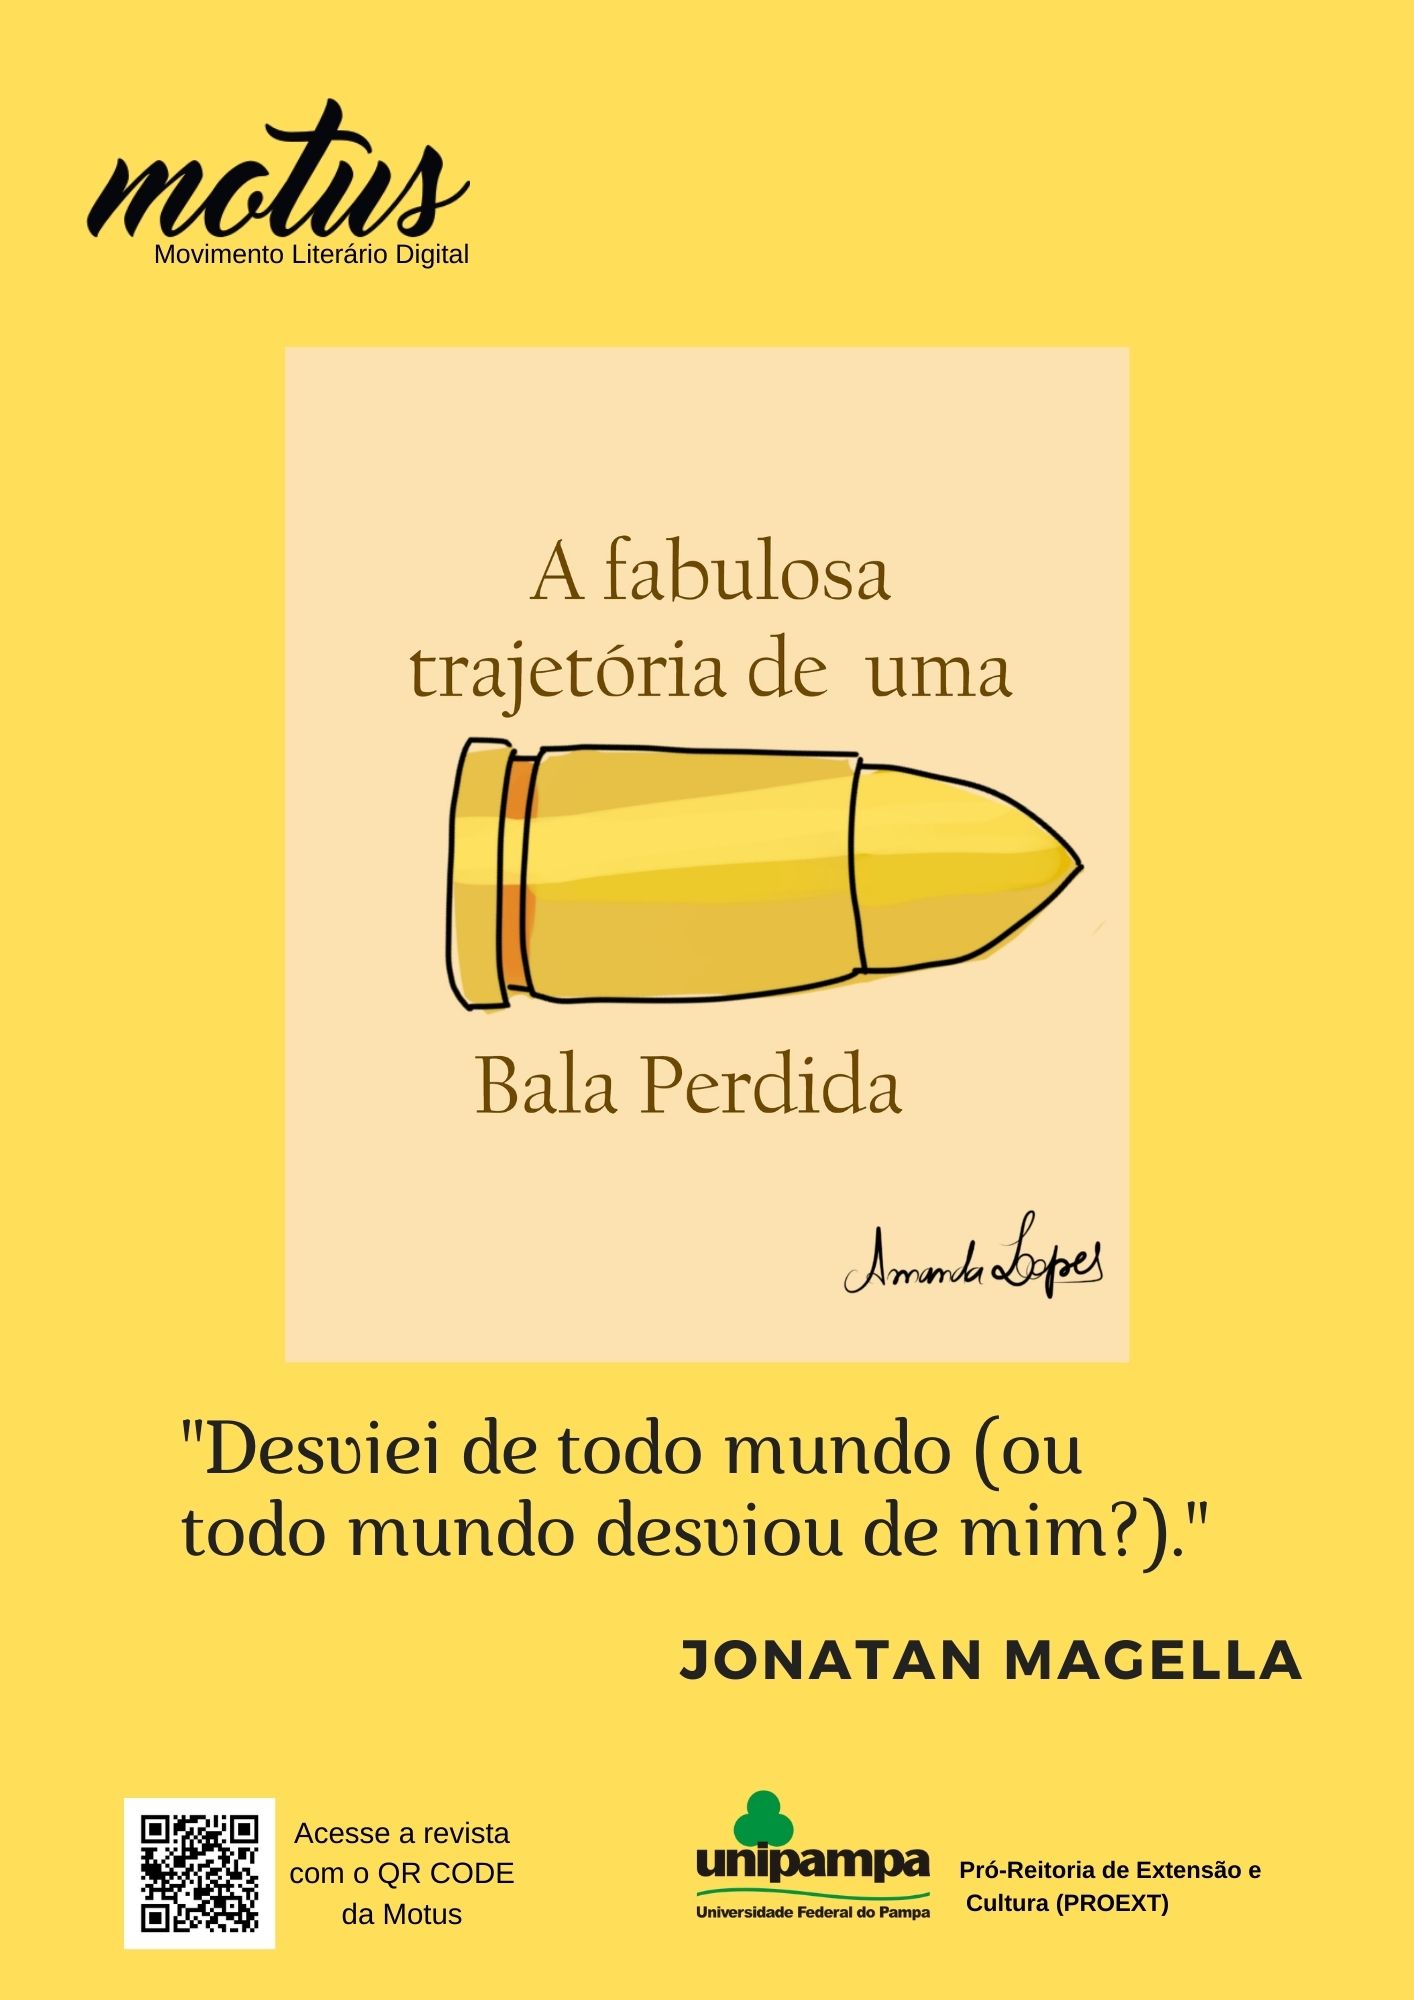 motus
Movimento Literário Digital
A fabulosa
trajetória de uma
Bala Perdida
Amanda Lopes
"Desviei de todo mundo (ou
todo mundo desviou de mim?)."
JONATAN MAGELLA
Acesse a revista
com o QR CODE
da Motus
unipampa
Universidade Federal do Pampa
Pró-Reitoria de Extensão e
Cultura (PROEXT)